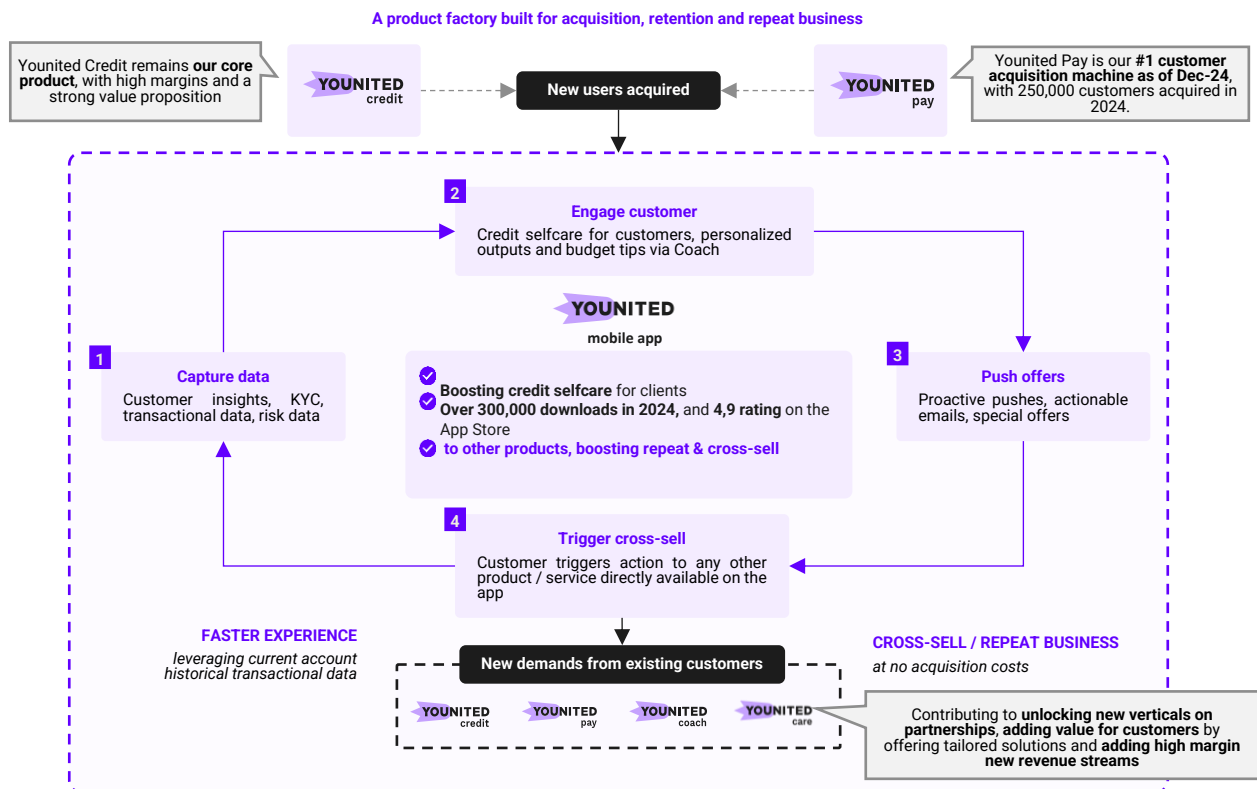 A product factory built for acquisition, retention and repeat business
Younited Credit remains our core
product, with high margins and a
strong value proposition
YOUNITED
credit
New users acquired
YOUNITED
pay
Younited Pay is our #1 customer
acquisition machine as of Dec-24,
with 250,000 customers acquired in
2024.
2
Engage customer
Credit selfcare for customers, personalized
outputs and budget tips via Coach
YOUNITED
mobile app
1
Capture data
Customer insights, KYC,
transactional data, risk data
Boosting credit selfcare for clients
Over 300,000 downloads in 2024, and 4,9 rating on the
App Store
to other products, boosting repeat & cross-sell
3
Push offers
Proactive pushes, actionable
emails, special offers
4
Trigger cross-sell
Customer triggers action to any other
product / service directly available on the
app
FASTER EXPERIENCE
leveraging current account
historical transactional data
New demands from existing customers
CROSS-SELL / REPEAT BUSINESS
at no acquisition costs
YOUNITED
credit
YOUNITED
pay
YOUNITED
coach
YOUNITED
care
Contributing to unlocking new verticals on
partnerships, adding value for customers by
offering tailored solutions and adding high margin
new revenue streams